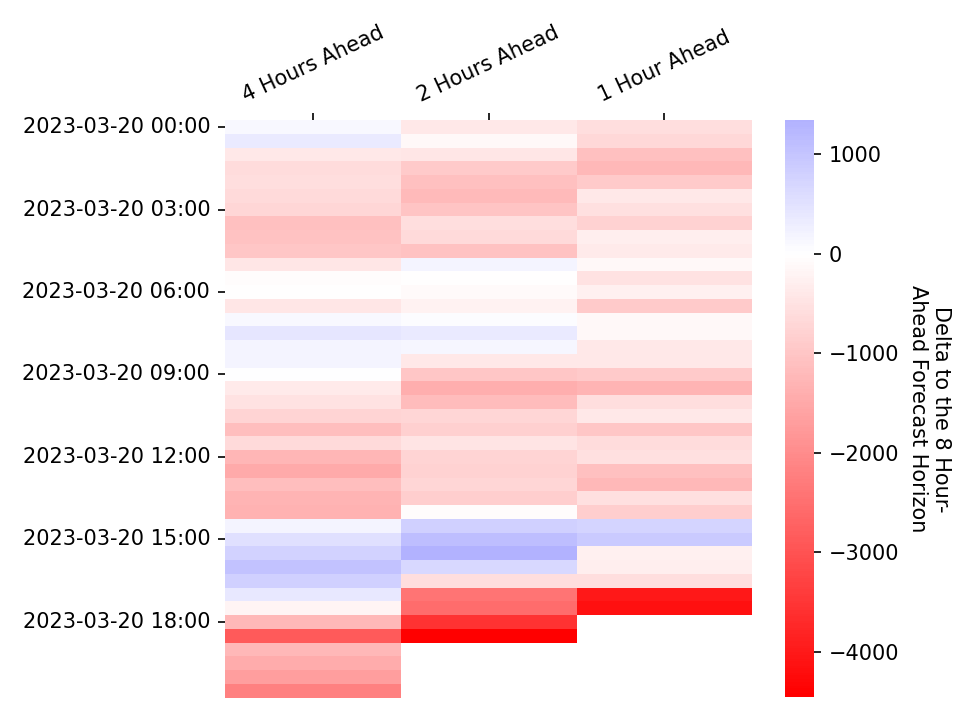 4 Hours Ahead
2 Hours Ahead
1 Hour Ahead
2023-03-20 00:00
2023-03-20 03:00
2023-03-20 06:00
2023-03-20 09:00
2023-03-20 12:00
2023-03-20 15:00
2023-03-20 18:00
1000
0
−1000
−2000
−3000
−4000
Delta to the 8 Hour-
Ahead Forecast Horizon